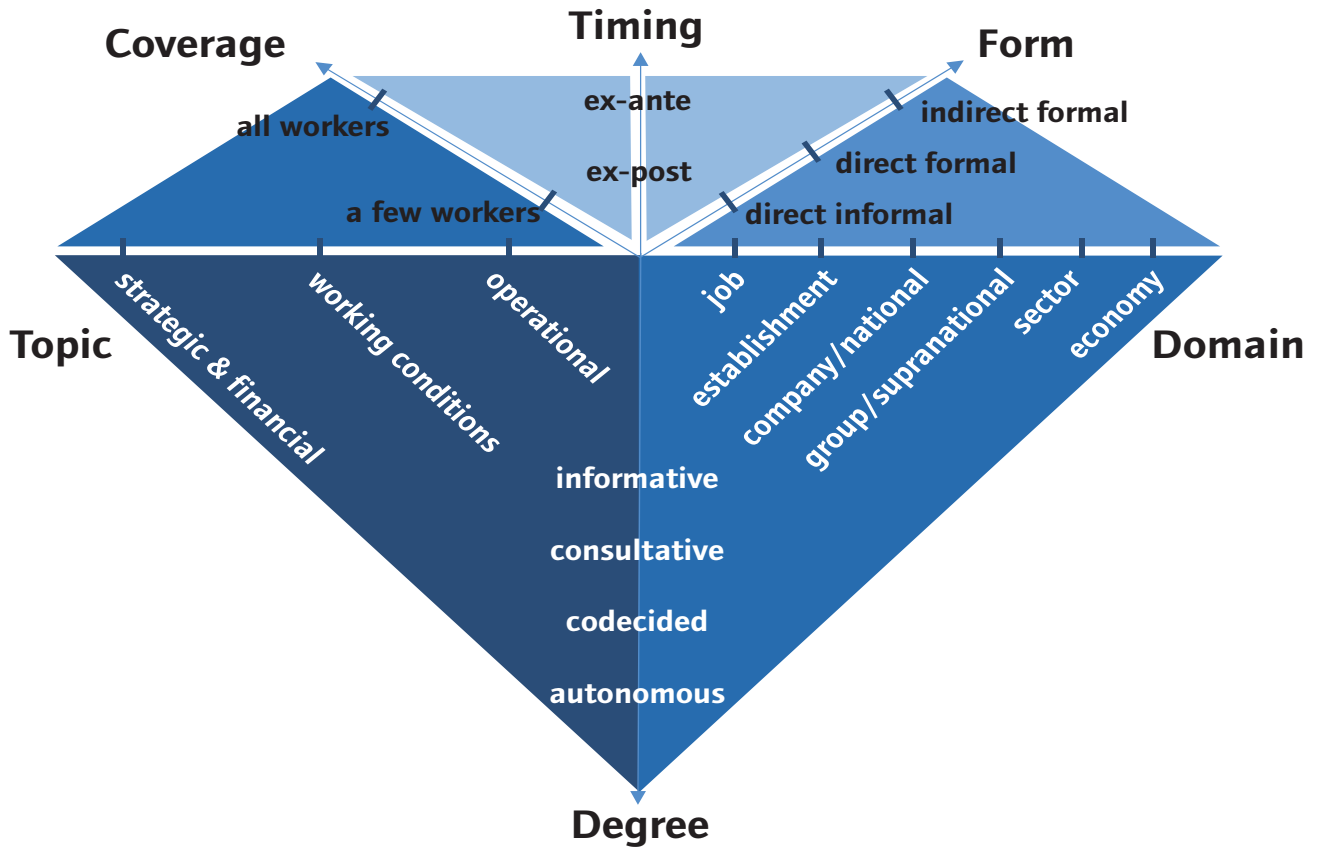 Timing
Coverage
Form
ex-ante
indirect formal
all workers
direct formal
ex-post
a few workers
direct informal
strategic & financial
working conditions
operational
job
establishment
company/national
group/supranational
sector
economy
Topic
Domain
informative
consultative
codecided
autonomous
Degree